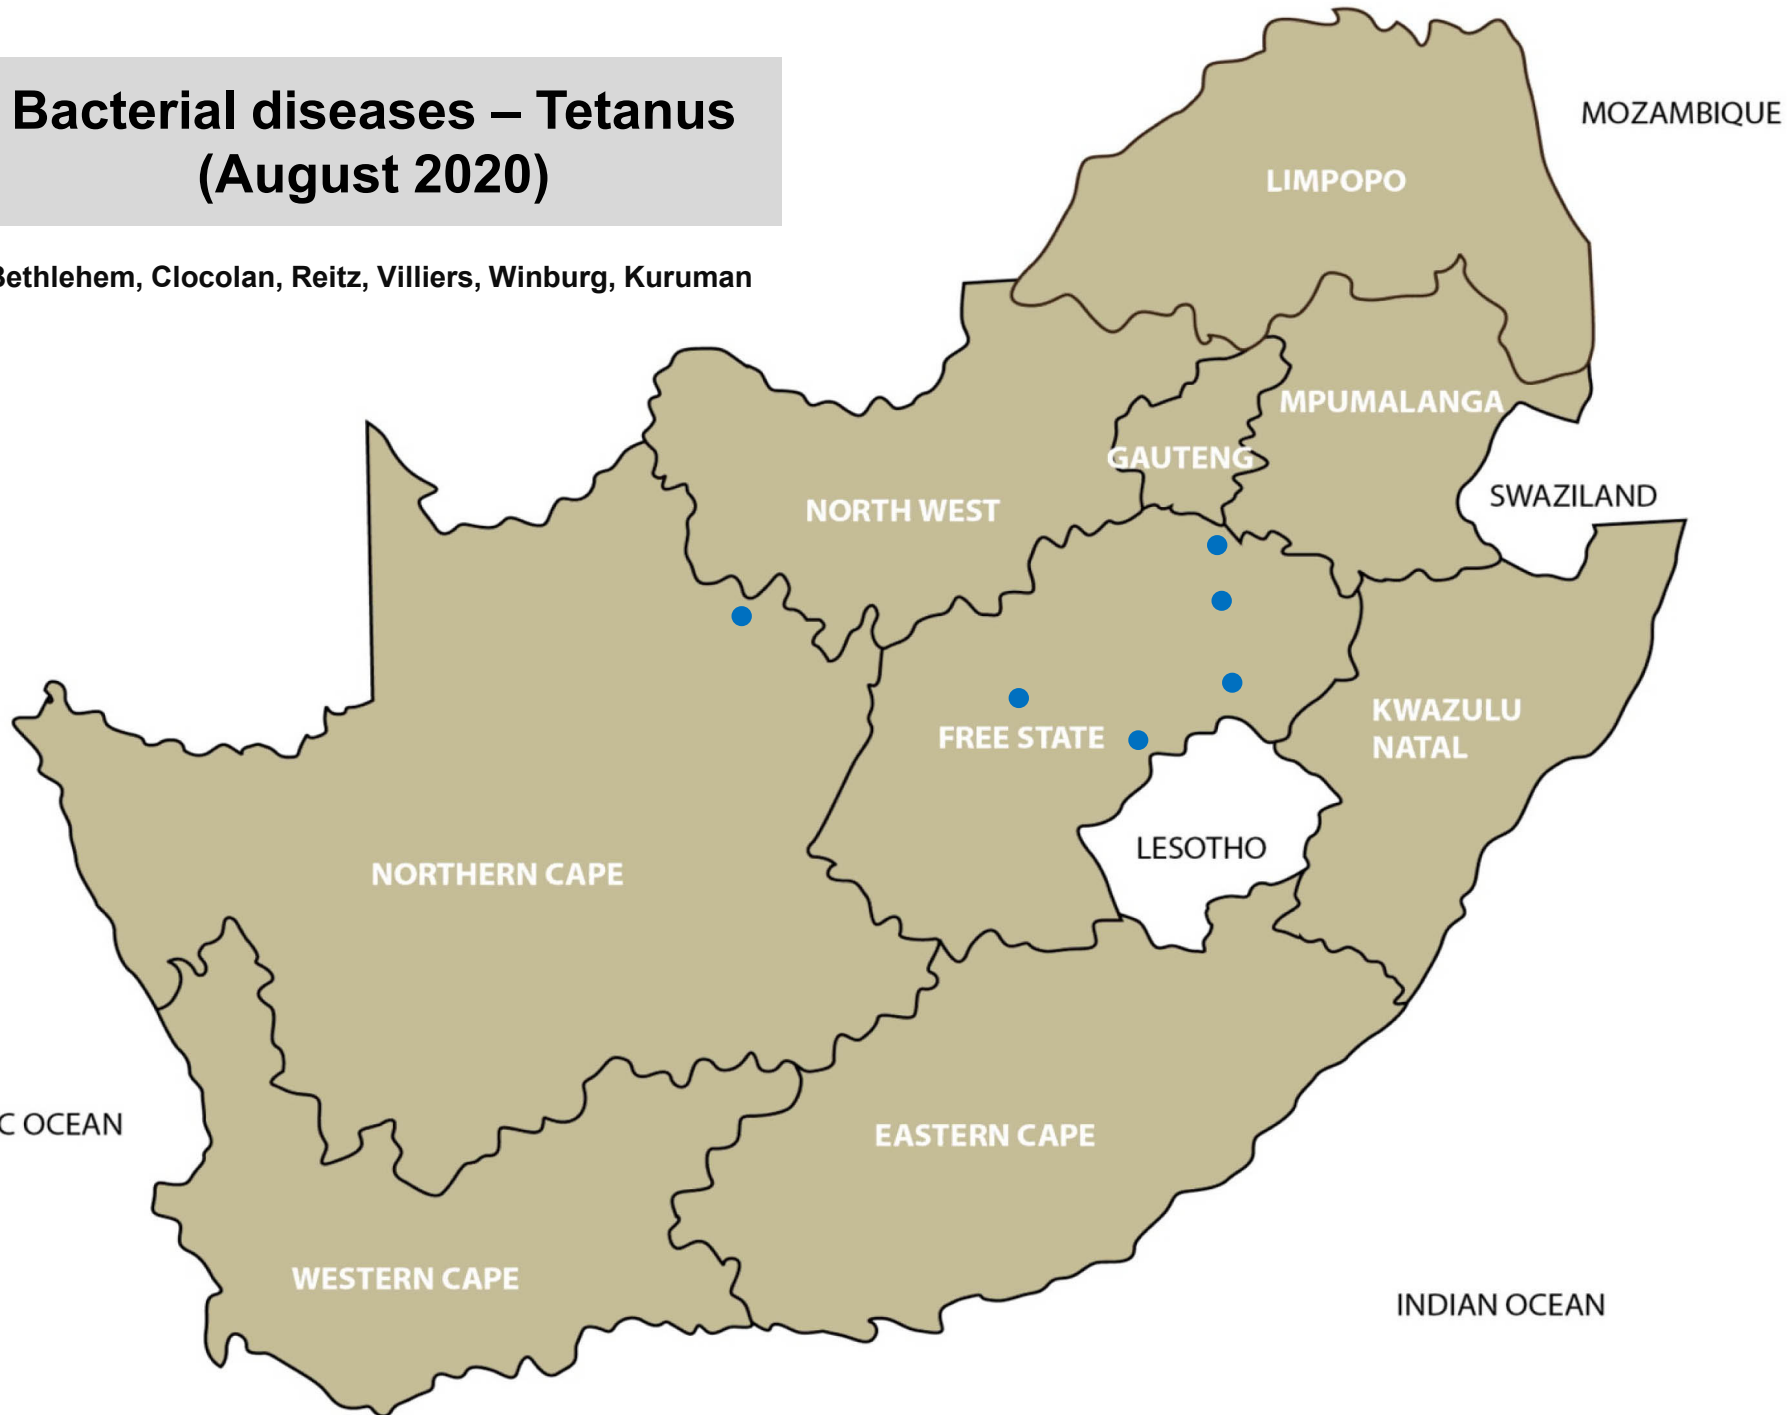 Bacterial diseases – Tetanus
(August 2020)
Bethlehem, Clocolan, Reitz, Villiers, Winburg, Kuruman
MOZAMBIQUE
LIMPOPO
MPUMALANGA
GAUTENG
SWAZILAND
NORTH WEST
KWAZULU
NATAL
FREE STATE
LESOTHO
NORTHERN CAPE
C OCEAN
EASTERN CAPE
WESTERN CAPE
INDIAN OCEAN